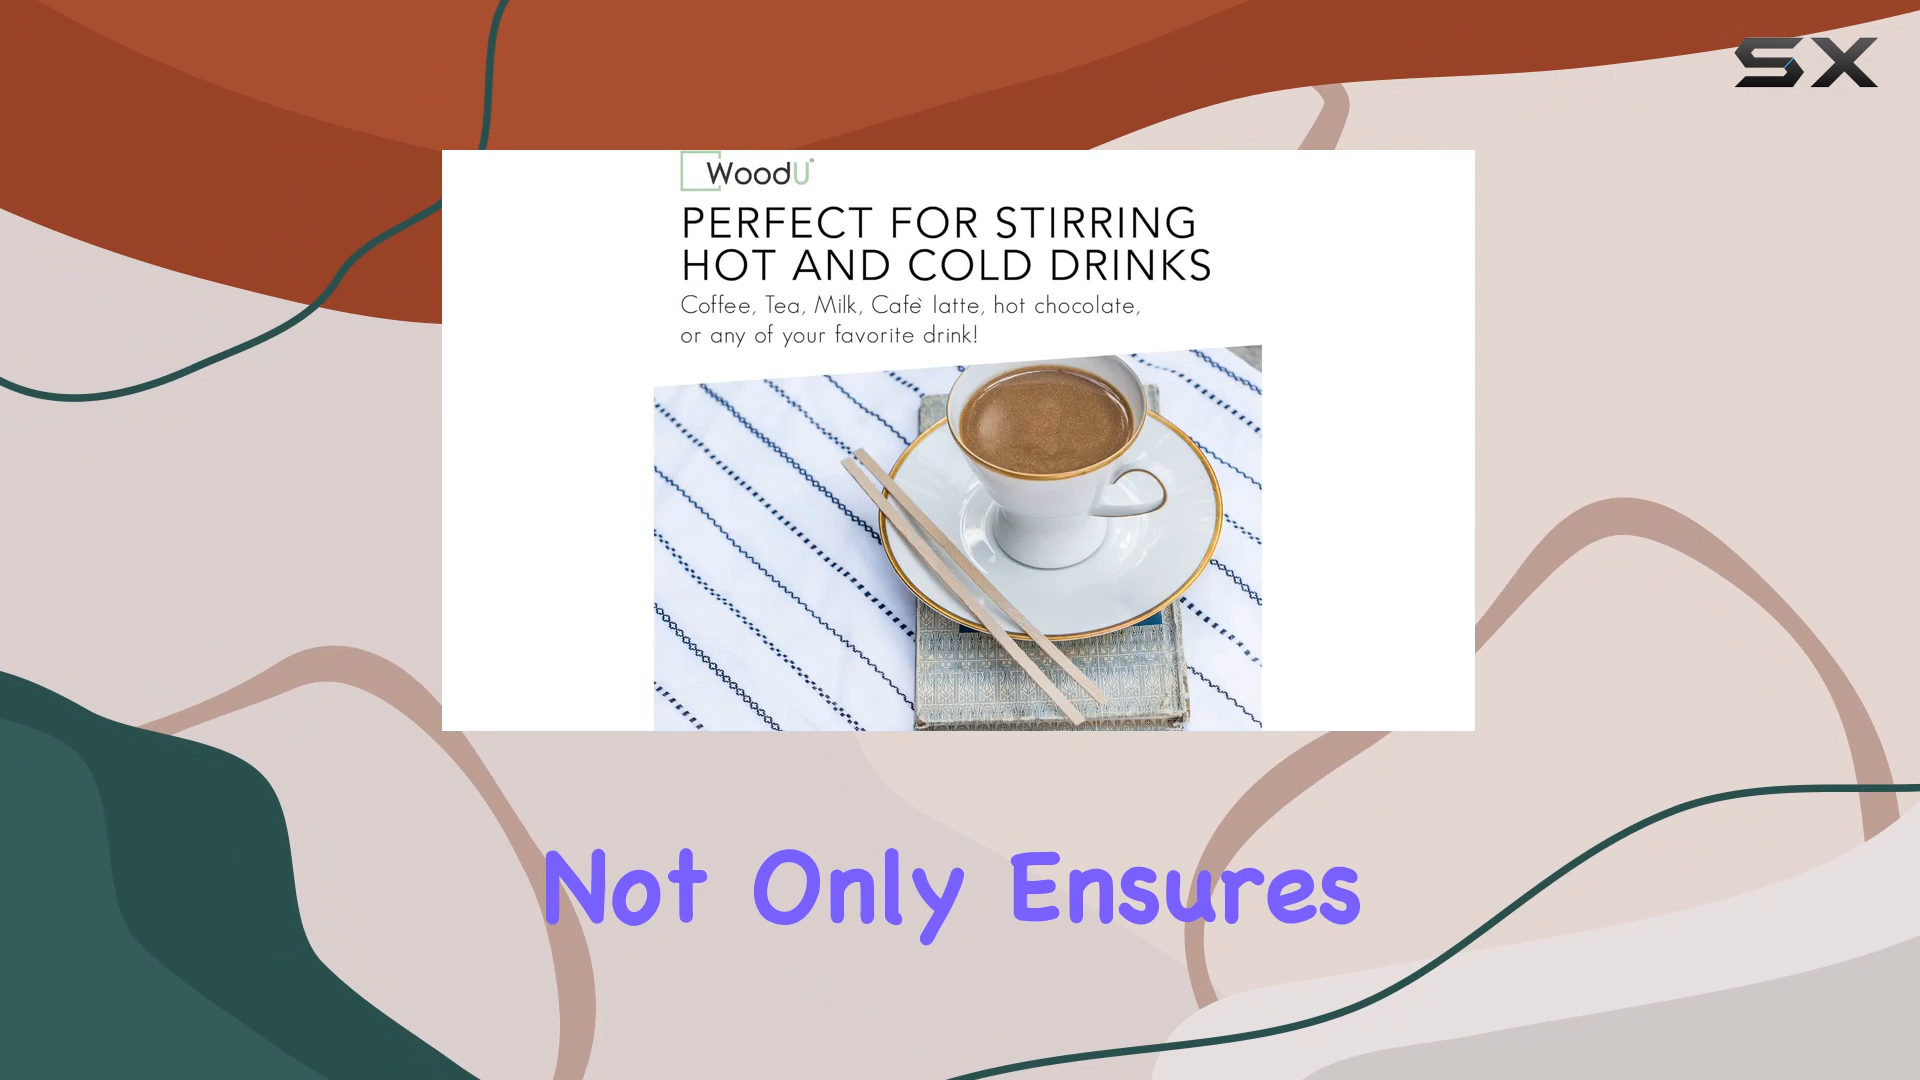 SX
WoodU
PERFECT FOR STIRRING
HOT AND COLD DRINKS
Coffee, Tea, Milk, Cafè latte, hot chocolate,
or any of your favorite drink!
Not Only Ensures